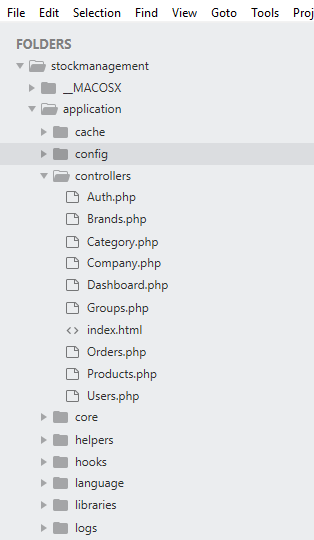 File Edit Selection Find View Goto Tools
FOLDERS
stockmanagement
__MACOSX
application
cache
config
controllers
Auth.php
Brands.php
Category.php
Company.php
Dashboard.php
Groups.php
index.html
Orders.php
Products.php
Users.php
core
helpers
hooks
language
libraries
logs